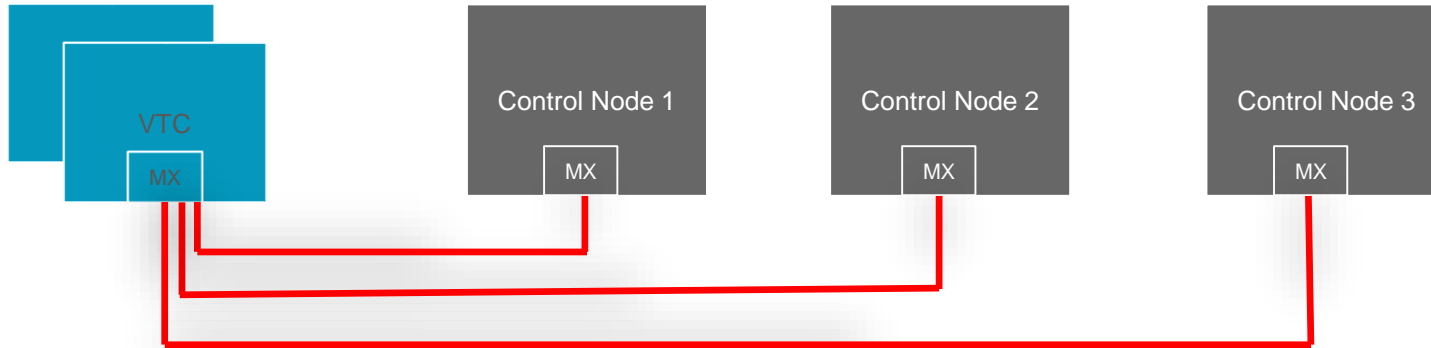 VTC
MX
Control Node 1
MX
Control Node 2
MX
Control Node 3
MX